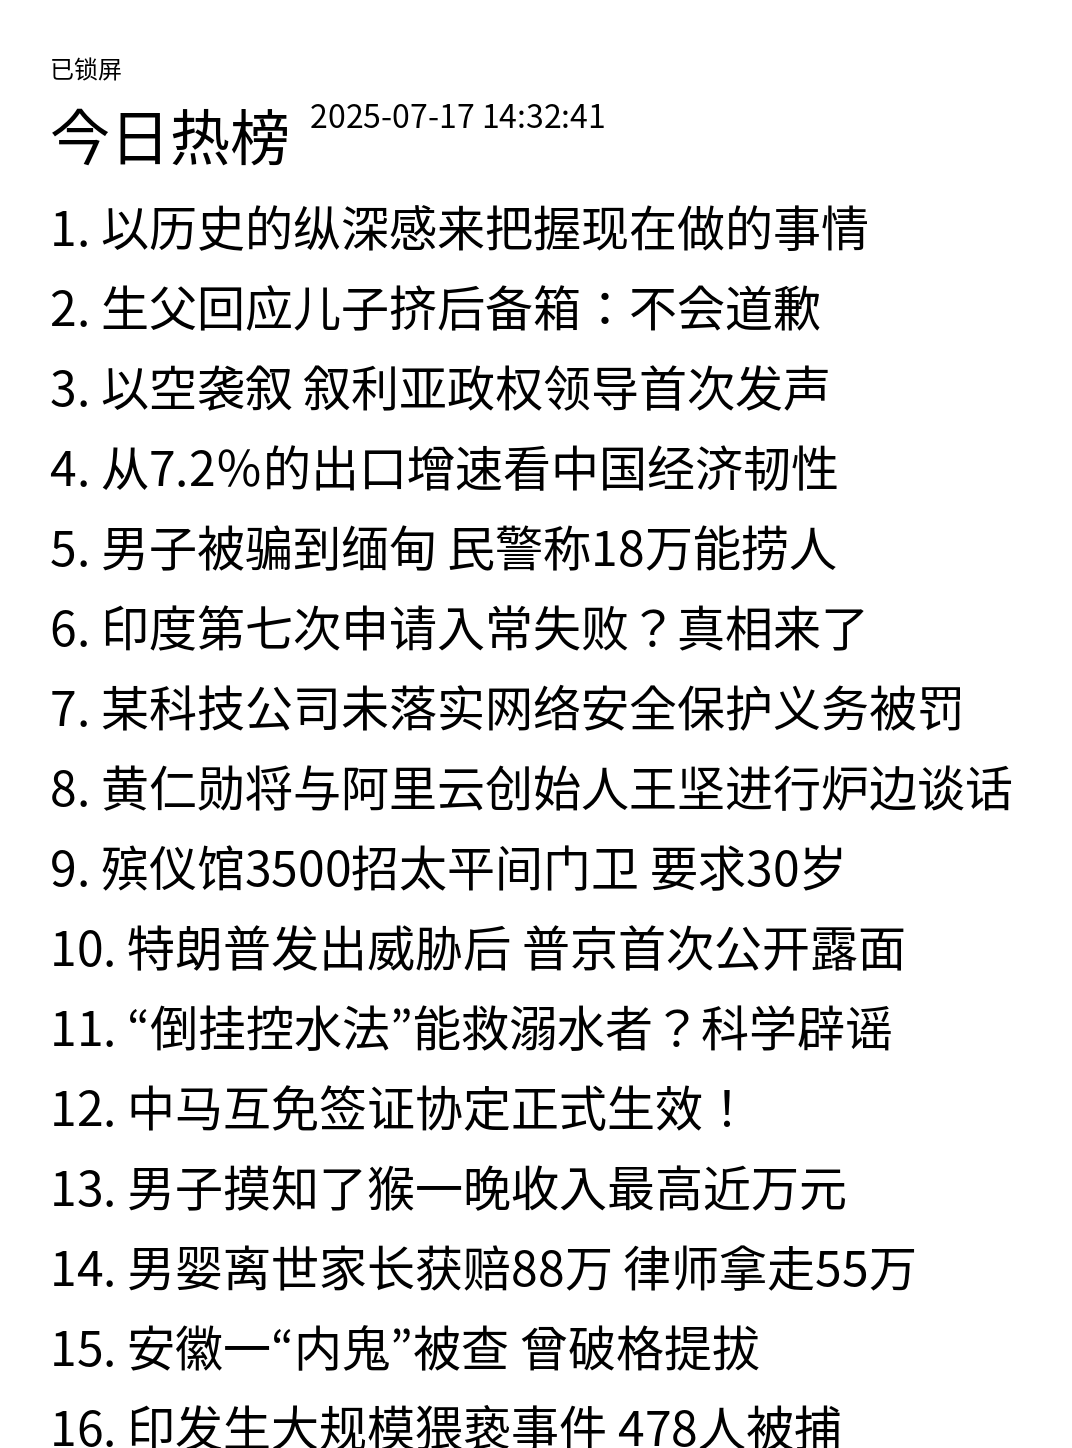 已锁屏
今日热榜 2025-07-17 14:32:41
1. 以历史的纵深感来把握现在做的事情
2. 生父回应儿子挤后备箱：不会道歉
3. 以空袭叙 叙利亚政权领导首次发声
4. 从7.2%的出口增速看中国经济韧性
5. 男子被骗到缅甸 民警称18万能捞人
6. 印度第七次申请入常失败？真相来了
7. 某科技公司未落实网络安全保护义务被罚
8. 黄仁勋将与阿里云创始人王坚进行炉边谈话
9. 殡仪馆3500招太平间门卫 要求30岁
10. 特朗普发出威胁后 普京首次公开露面
11. “倒挂控水法”能救溺水者？科学辟谣
12. 中马互免签证协定正式生效！
13. 男子摸知了猴一晚收入最高近万元
14. 男婴离世家长获赔88万 律师拿走55万
15. 安徽一“内鬼”被查 曾破格提拔
16. 印发生大规模猥亵事件 478人被捕